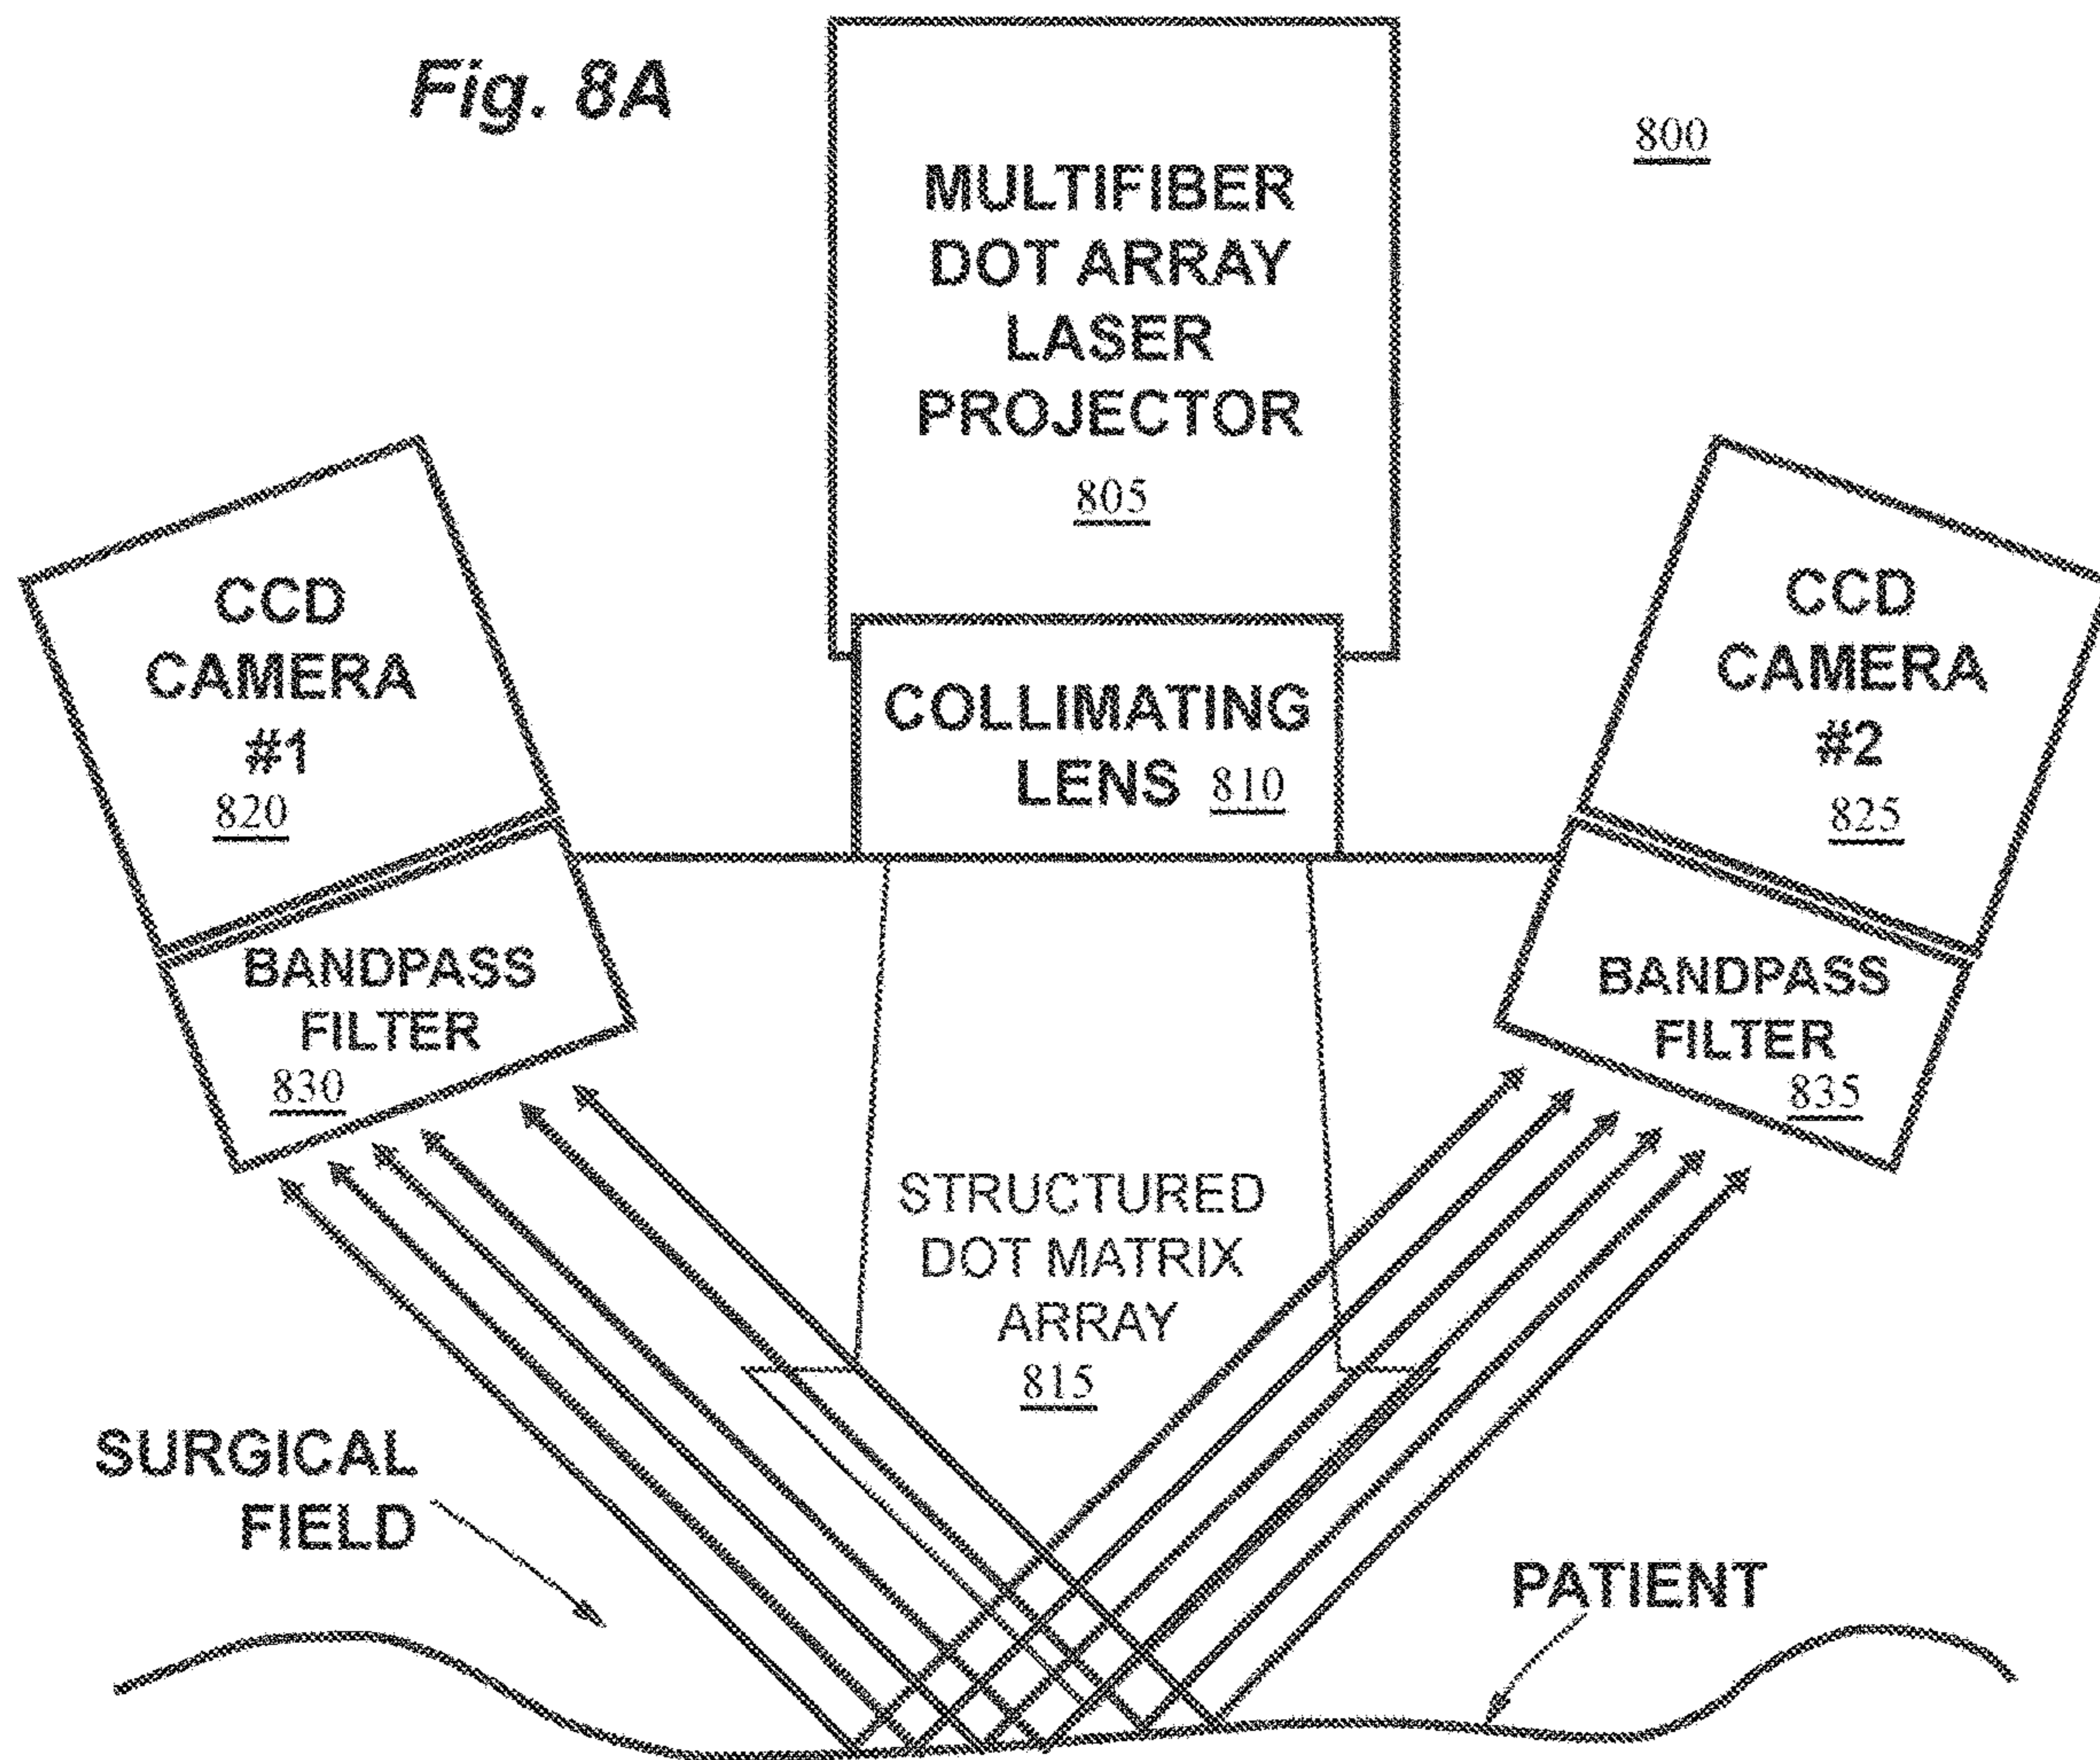 Fig. 8A
800
MULTIFIBER
DOT ARRAY
LASER
PROJECTOR
805
CCD
CAMERA
#1
820
COLLIMATING
LENS 810
CCD
CAMERA
#2
825
BANDPASS
FILTER
830
BANDPASS
FILTER
835
STRUCTURED
DOT MATRIX
ARRAY
815
SURGICAL
FIELD
PATIENT